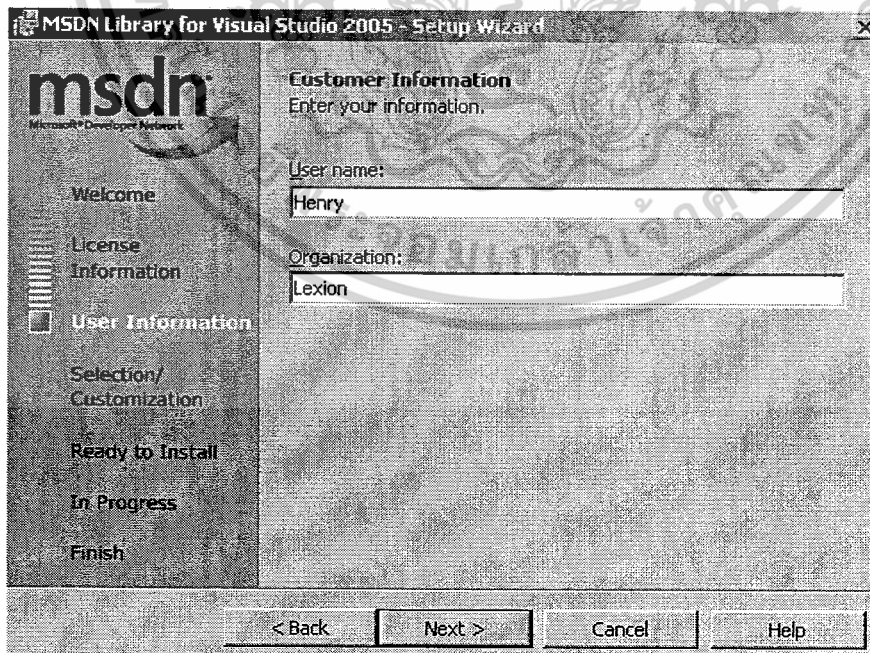 MSDN Library for Visual Studio 2005 - Setup Wizard
msdn
Microsoft® Developer Network
Welcome
License
Information
User Information
Selection/
Customization
Ready to Install
In Progress
Finish
Customer Information
Enter your information.
User name:
Henry
Organization:
Lexion
< Back
Next >
Cancel
Help